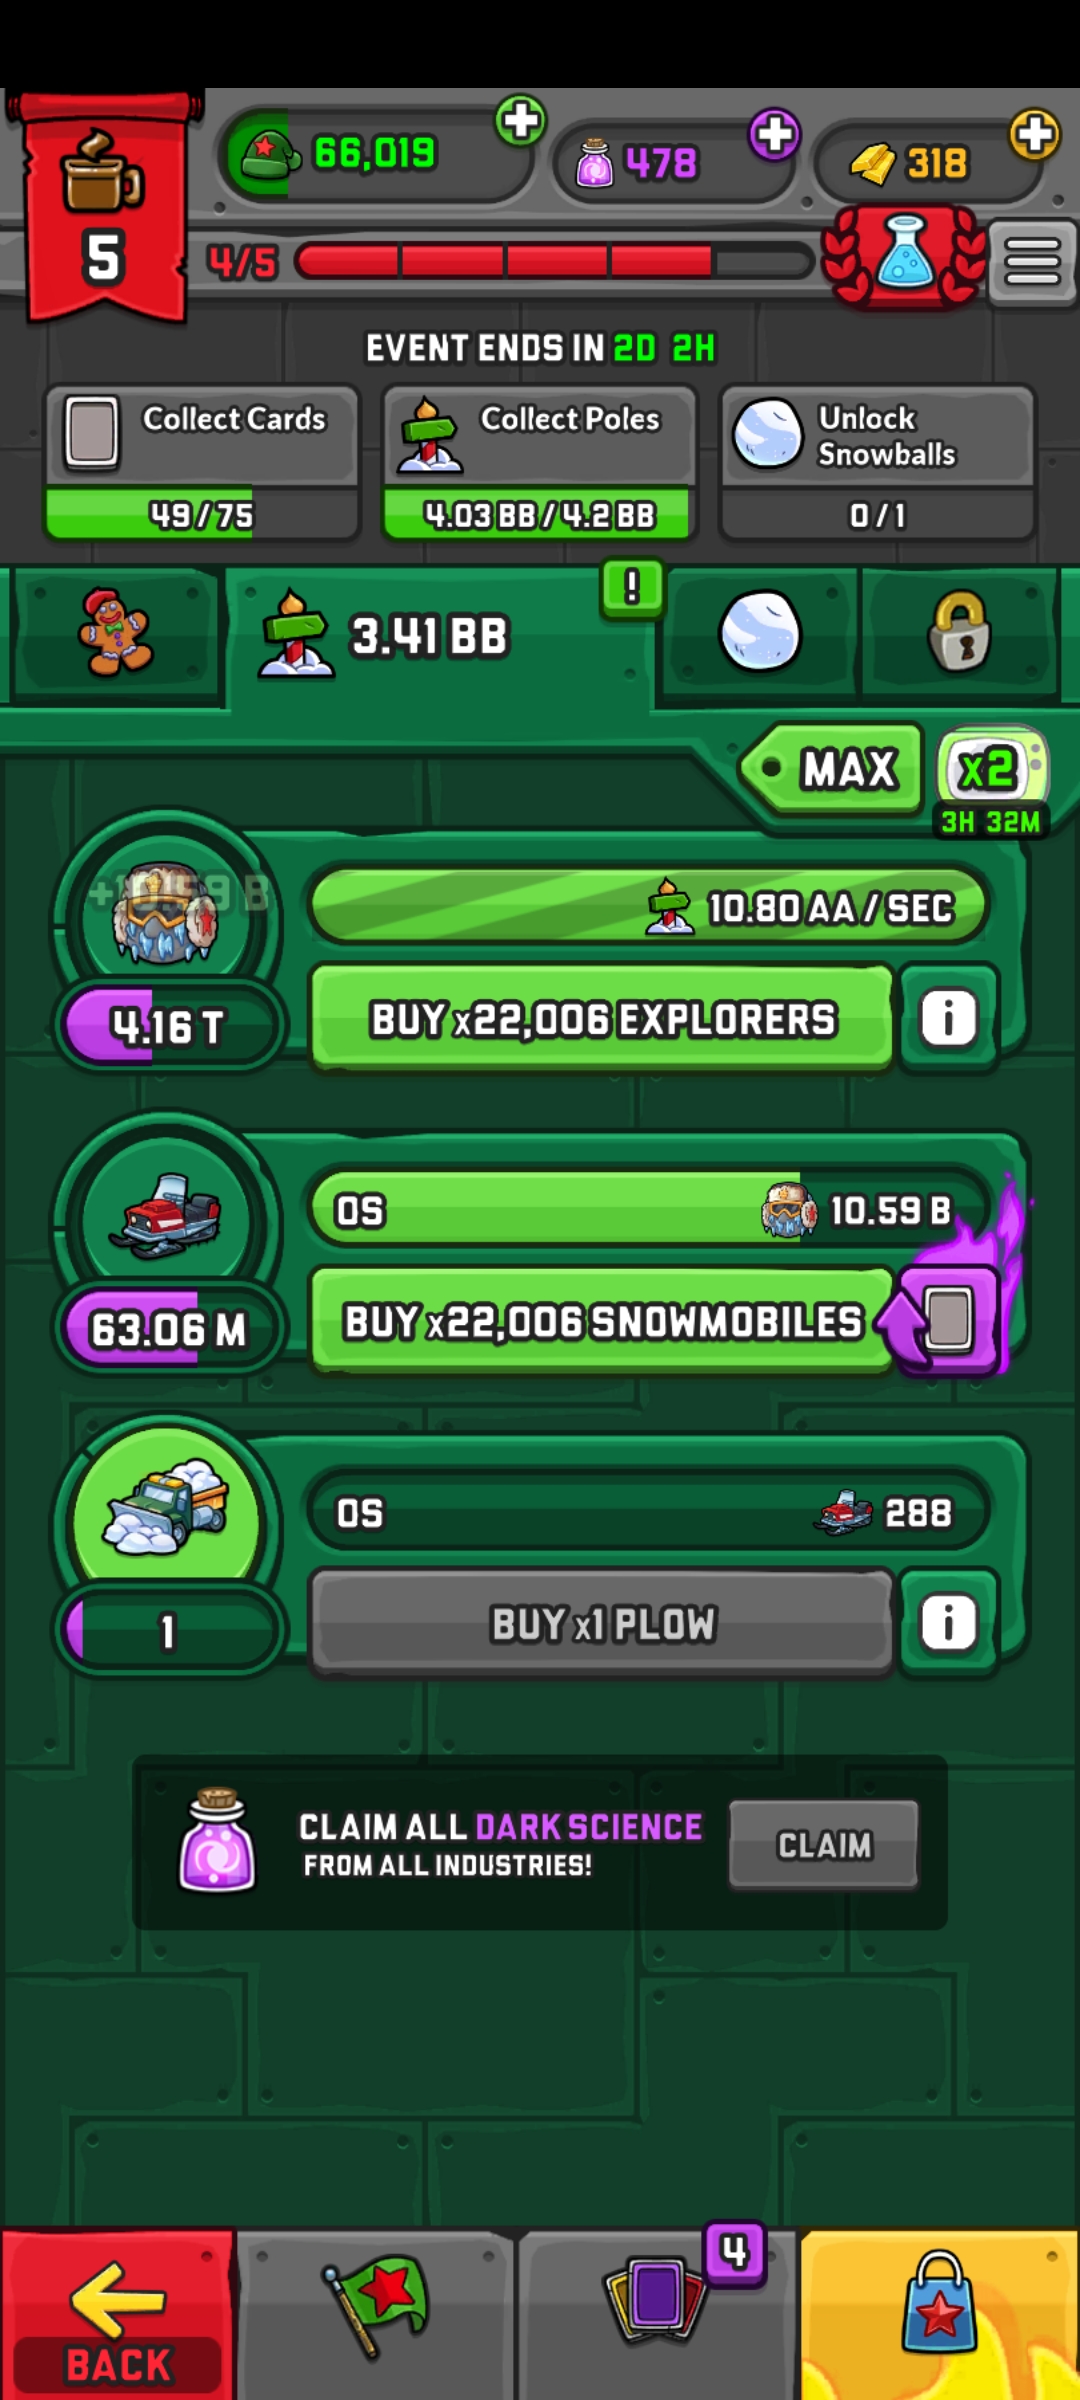 66,019
478
318
5
4/5
EVENT ENDS IN 2D 2H
Collect Cards
49/75
Collect Poles
4.03 BB/4.2 BB
Unlock
Snowballs
0/1
3.41 BB
!
MAX
x2
3H 32M
+10.59 B
10.80 AA/SEC
4.16 T
BUY x22,006 EXPLORERS
i
0S
10.59 B
63.06 M
BUY x22,006 SNOWMOBILES
0S
288
1
BUY x1 PLOW
i
CLAIM ALL DARK SCIENCE
FROM ALL INDUSTRIES!
CLAIM
4
BACK